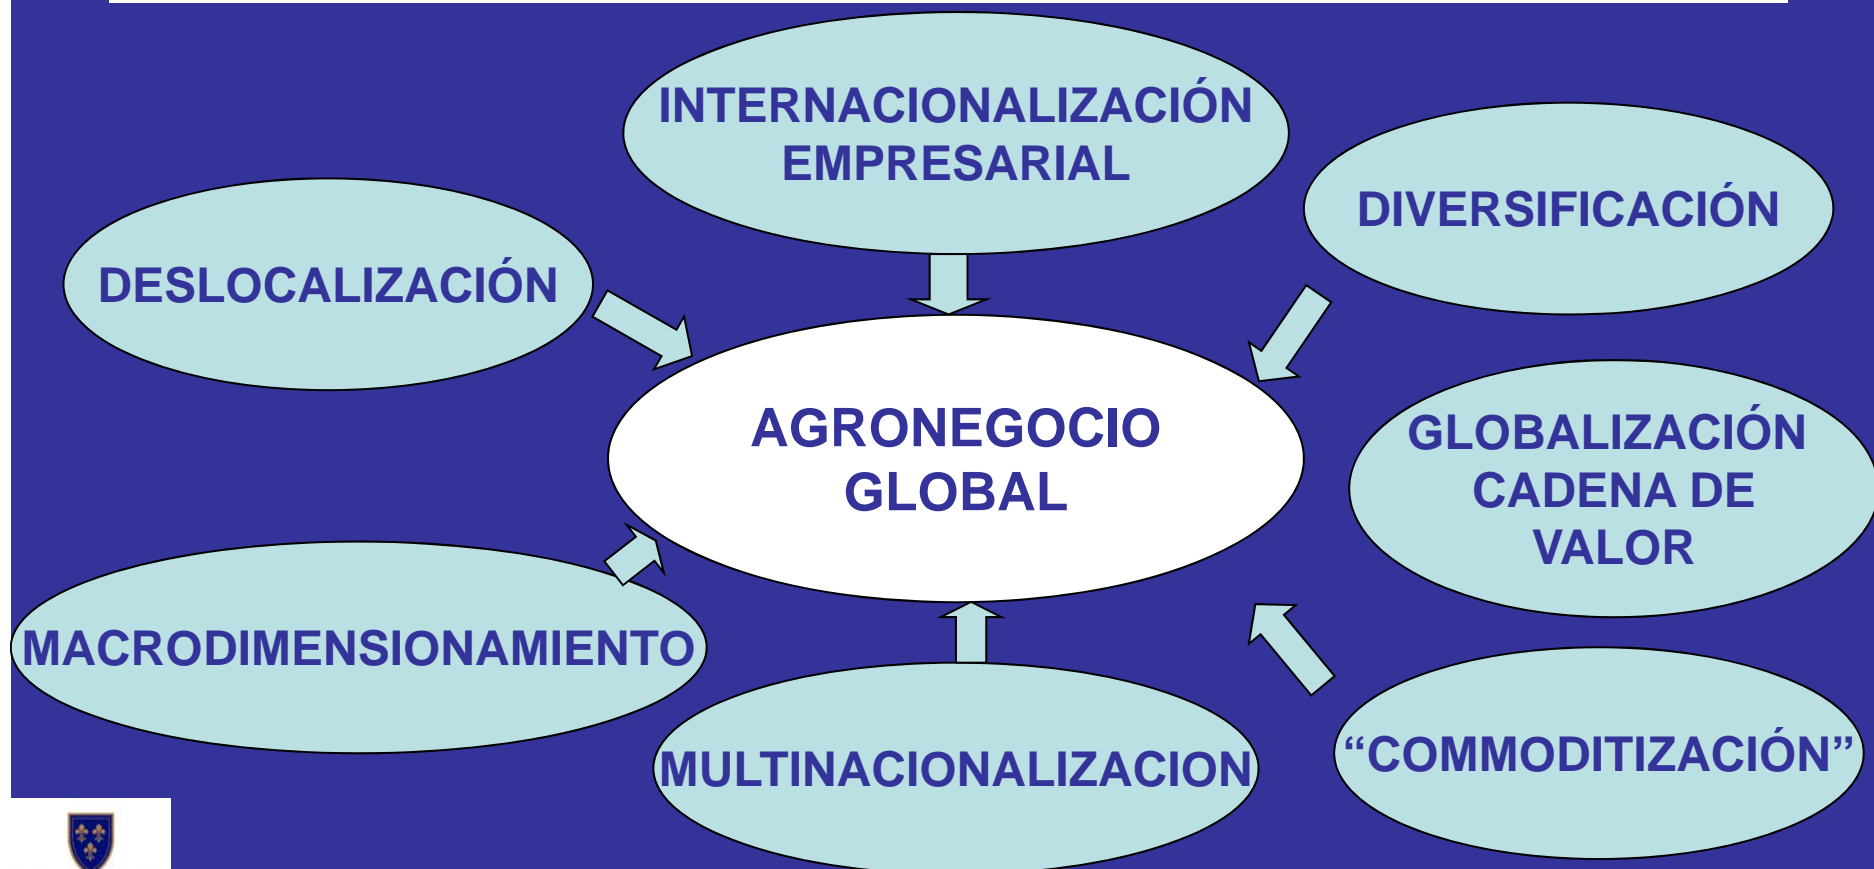 INTERNACIONALIZACIÓN
EMPRESARIAL
DIVERSIFICACIÓN
DESLOCALIZACIÓN
AGRONEGOCIO
GLOBAL
GLOBALIZACIÓN
CADENA DE
VALOR
MACRODIMENSIONAMIENTO
MULTINACIONALIZACION
“COMMODITIZACIÓN”